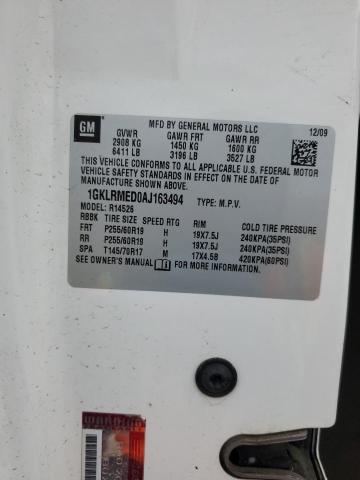 GM
MFD BY GENERAL MOTORS LLC 12/09
GVWR GAWR FRT GAWR RR
2908 KG 1450 KG 1600 KG
6411 LB 3196 LB 3527 LB
THIS VEHICLE CONFORMS TO ALL APPLICABLE U.S. FEDERAL MOTOR
VEHICLE SAFETY STANDARDS IN EFFECT ON THE DATE OF MANUFACTURE
SHOWN ABOVE.
1GKLRMED0AJ163494 TYPE: M.P.V.
MODEL: R14526
RBBK TIRE SIZE SPEED RTG RIM COLD TIRE PRESSURE
FRT P255/60R19 H 19X7.5J 240KPA(35PSI)
RR P255/60R19 H 19X7.5J 240KPA(35PSI)
SPA T145/70R17 M 17X4.5B 420KPA(60PSI)
SEE OWNER'S MANUAL FOR MORE INFORMATION.
WARNING